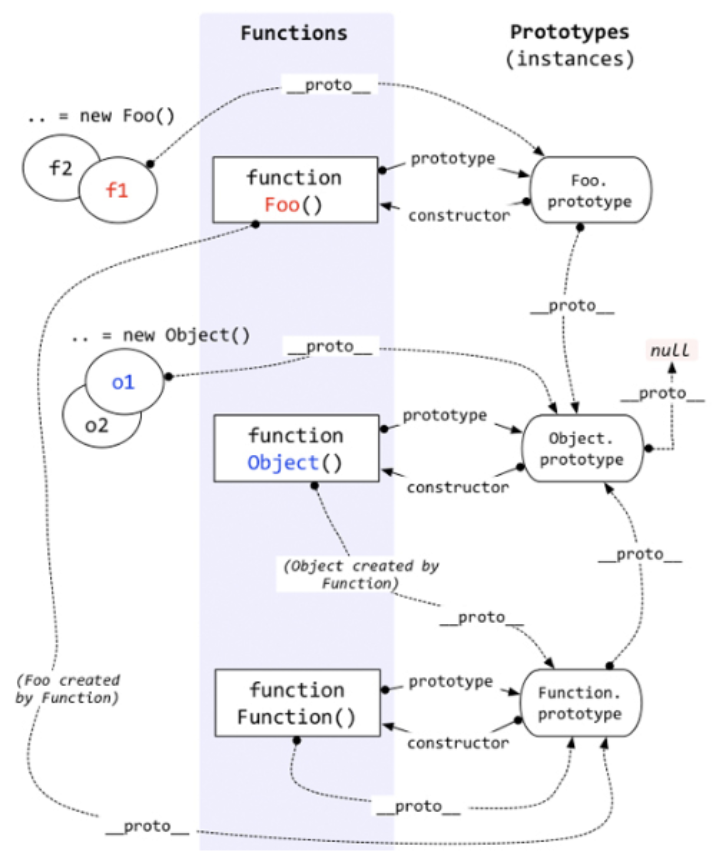 Functions
Prototypes
(instances)
__proto__
.. = new Foo()
f2
f1
function
Foo()
prototype
constructor
Foo.
prototype
__proto__
.. = new Object()
__proto__
null
__proto__
o1
o2
function
Object()
prototype
constructor
Object.
prototype
(Object created by
Function)
__proto__
__proto__
(Foo created
by Function)
function
Function()
prototype
constructor
Function.
prototype
__proto__
__proto__